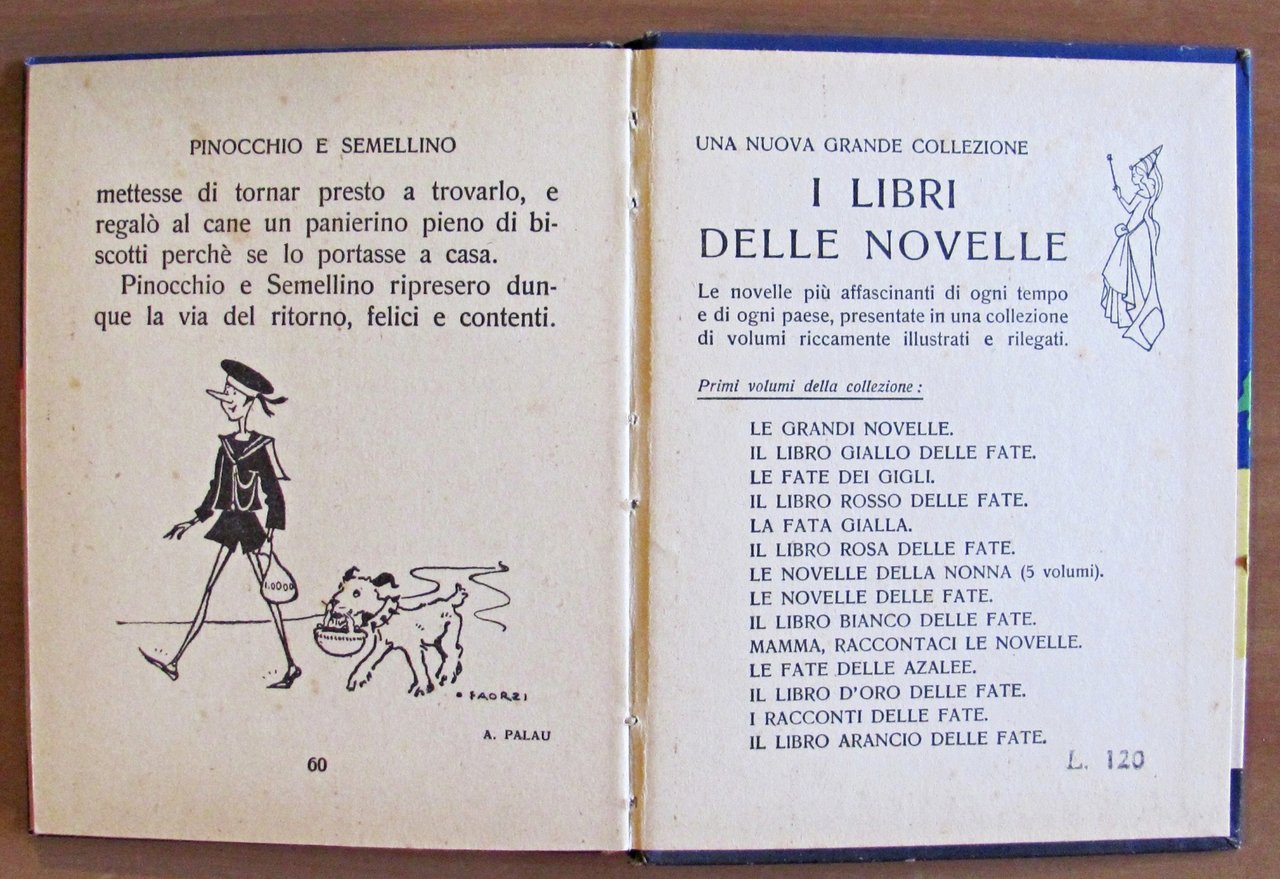 PINOCCHIO E SEMELLINO
mettesse di tornar presto a trovarlo, e
regalò al cane un panierino pieno di bi-
scotti perchè se lo portasse a casa.
Pinocchio e Semellino ripresero dun-
que la via del ritorno, felici e contenti.
1.0000
FAORZI
A. PALAU
60
UNA NUOVA GRANDE COLLEZIONE
I LIBRI
DELLE NOVELLE
Le novelle più affascinanti di ogni tempo
e di ogni paese, presentate in una collezione
di volumi riccamente illustrati e rilegati.
Primi volumi della collezione :
LE GRANDI NOVELLE.
IL LIBRO GIALLO DELLE FATE.
LE FATE DEI GIGLI.
IL LIBRO ROSSO DELLE FATE.
LA FATA GIALLA.
IL LIBRO ROSA DELLE FATE.
LE NOVELLE DELLA NONNA (5 volumi).
LE NOVELLE DELLE FATE.
IL LIBRO BIANCO DELLE FATE.
MAMMA, RACCONTACI LE NOVELLE.
LE FATE DELLE AZALEE.
IL LIBRO D'ORO DELLE FATE.
I RACCONTI DELLE FATE.
IL LIBRO ARANCIO DELLE FATE.
L. 120